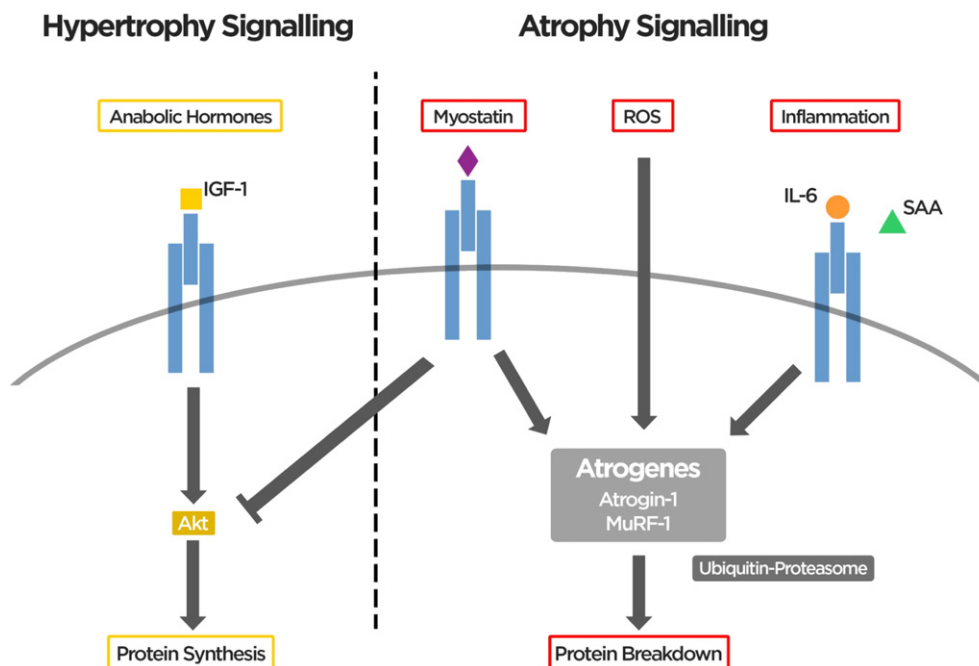 Hypertrophy Signalling
Atrophy Signalling
Anabolic Hormones
Myostatin
ROS
Inflammation
IGF-1
IL-6
SAA
Atrogenes
Atrogin-1
MuRF-1
Akt
Ubiquitin-Proteasome
Protein Synthesis
Protein Breakdown